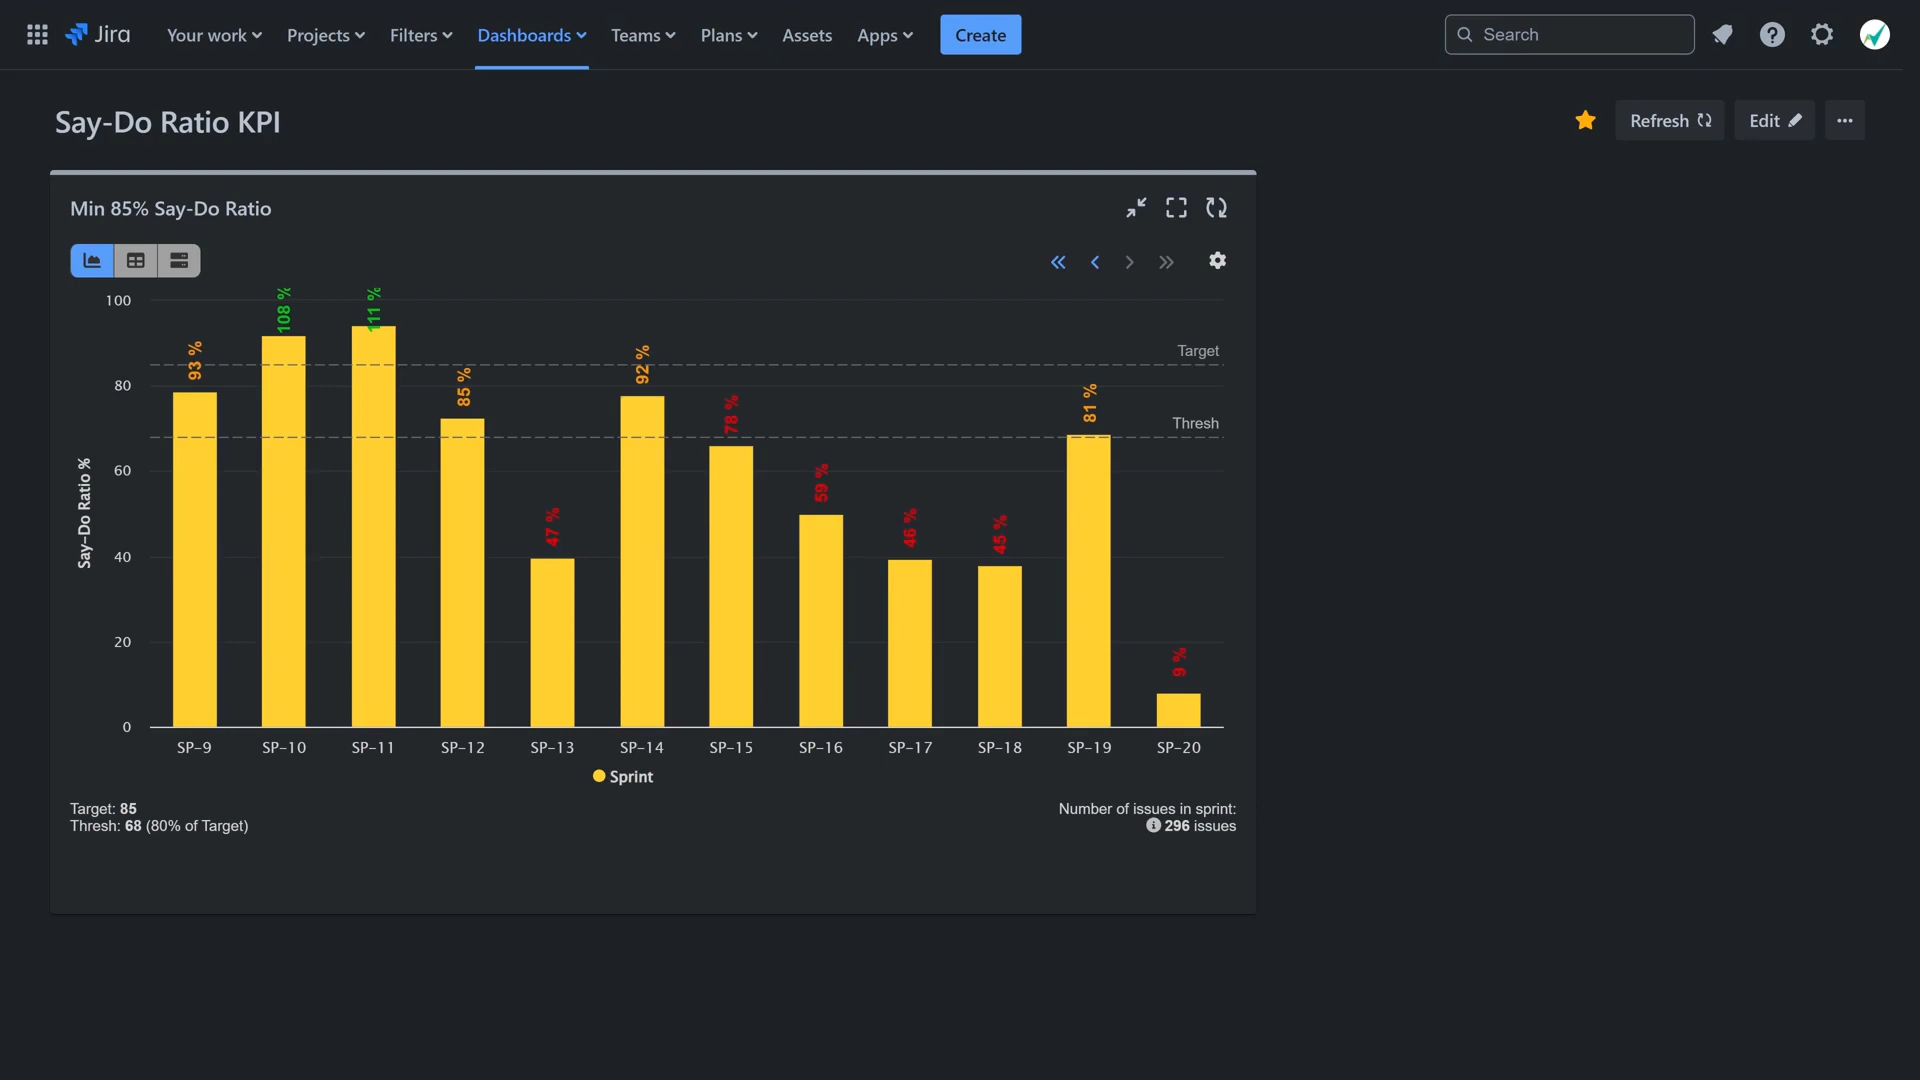 Jira Your work Projects Filters Dashboards Teams Plans Assets Apps Create Search
Say-Do Ratio KPI
Refresh Edit
Min 85% Say-Do Ratio
Say-Do Ratio %
100
80
60
40
20
0
93 %
108 %
111 %
85 %
47 %
92 %
78 %
59 %
46 %
45 %
81 %
9 %
Target
Thresh
SP-9 SP-10 SP-11 SP-12 SP-13 SP-14 SP-15 SP-16 SP-17 SP-18 SP-19 SP-20
Sprint
Target: 85
Thresh: 68 (80% of Target)
Number of issues in sprint:
296 issues